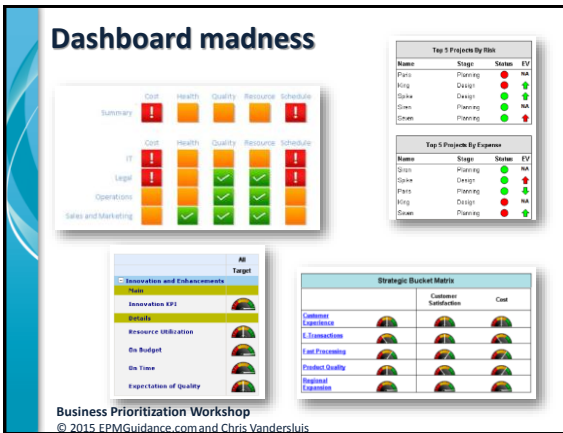 Dashboard madness
Cost Health Quality Resource Schedule
Summary
Cost Health Quality Resource Schedule
IT
Legal
Operations
Sales and Marketing
Top 5 Projects By Risk
Name Stage Status EV
Paris Planning NA
King Design
Spike Design
Siren Planning NA
Seven Planning
Top 5 Projects By Expense
Name Stage Status EV
Siren Planning NA
Spike Design
Paris Planning
King Design NA
Seven Planning
All
Target
Innovation and Enhancements
Main
Innovation KPI
Details
Resource Utilization
On Budget
On Time
Expectation of Quality
Strategic Bucket Matrix
Customer
Satisfaction
Cost
Customer
Experience
E-Transactions
Fast Processing
Product Quality
Regional
Expansion
Business Prioritization Workshop
© 2015 EPMGuidance.com and Chris Vandersluis